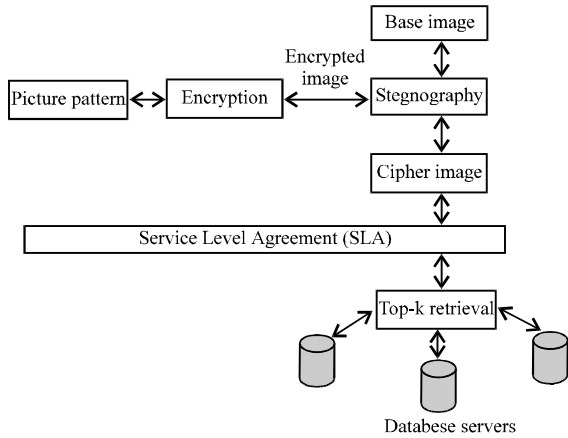 Base image
Encrypted
image
Picture pattern
Encryption
Stegnography
Cipher image
Service Level Agreement (SLA)
Top-k retrieval
Databese servers